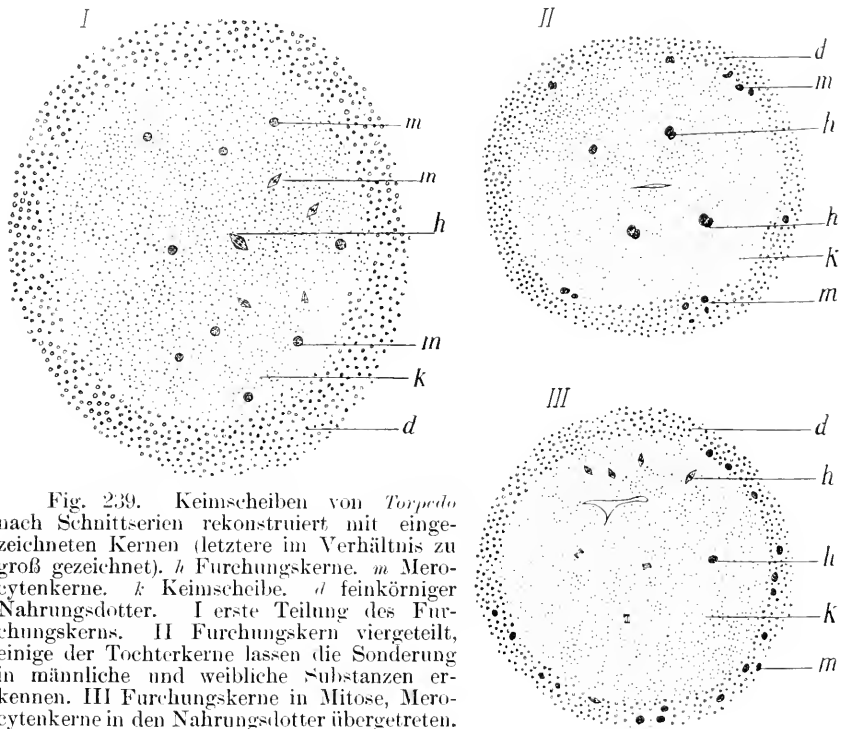 I
m
m
h
m
k
d
II
d
m
h
h
k
m
III
d
h
h
k
m
Fig. 239. Keimscheiben von Torpedo
nach Schnittserien rekonstruiert mit einge-
zeichneten Kernen (letztere im Verhältnis zu
groß gezeichnet). h Furchungskerne. m Mero-
cytenkerne. k Keimscheibe. d feinkörniger
Nahrungsdotter. I erste Teilung des Fur-
chungskerns. II Furchungskern viergeteilt,
einige der Tochterkerne lassen die Sonderung
in männliche und weibliche Substanzen er-
kennen. III Furchungskerne in Mitose, Mero-
cytenkerne in den Nahrungsdotter übergetreten.